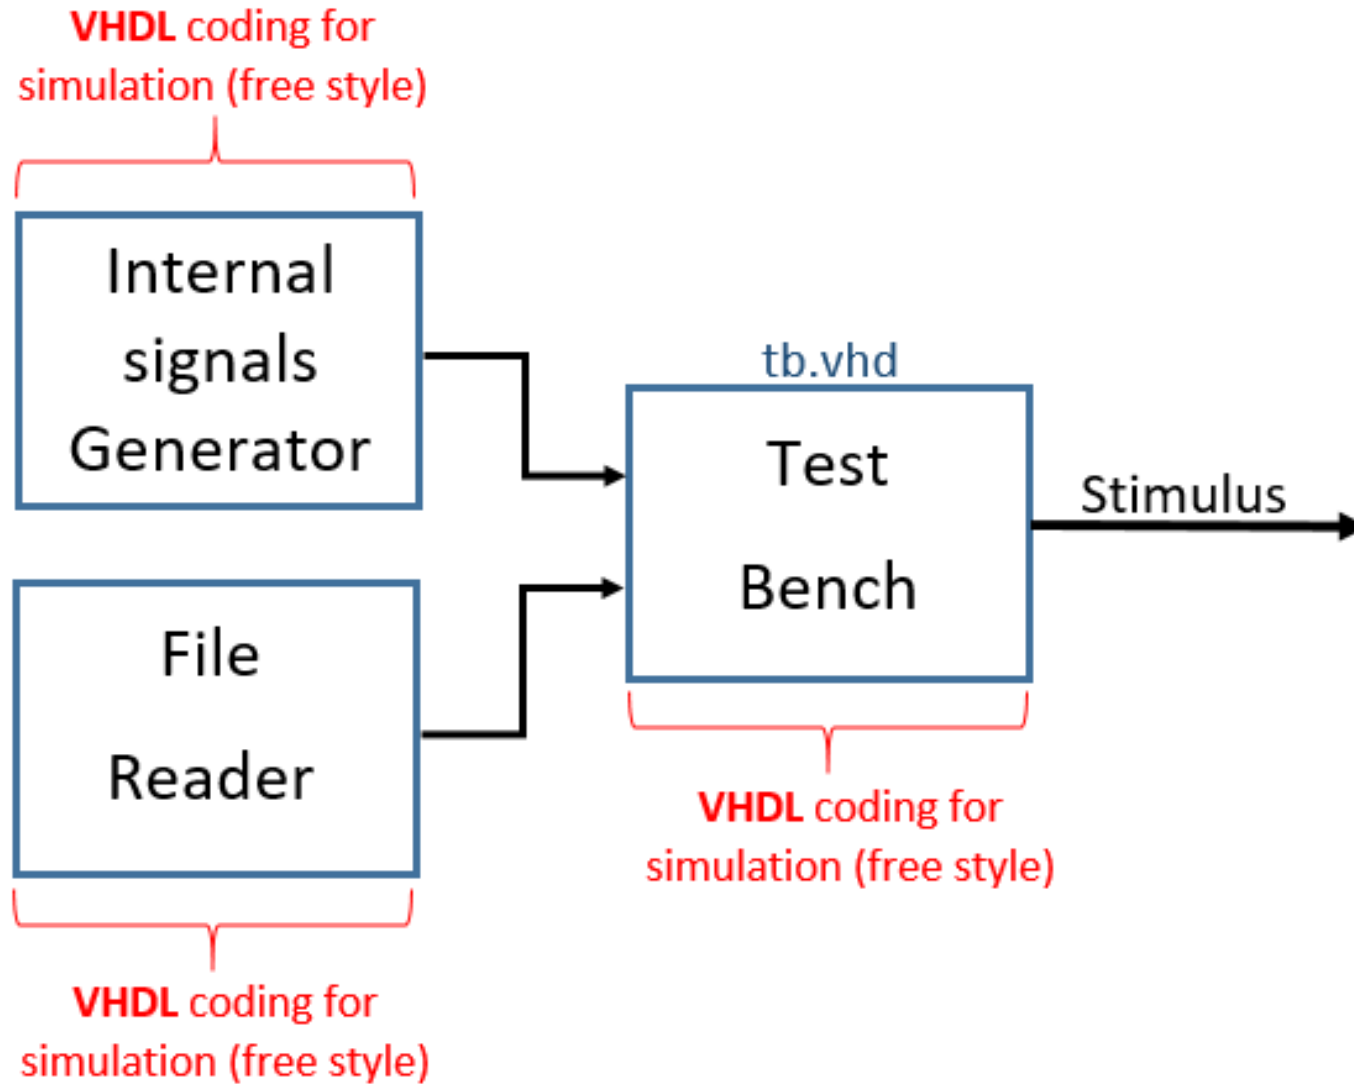 VHDL coding for
simulation (free style)
Internal
signals
Generator
tb.vhd
Test
Bench
Stimulus
File
Reader
VHDL coding for
simulation (free style)
VHDL coding for
simulation (free style)